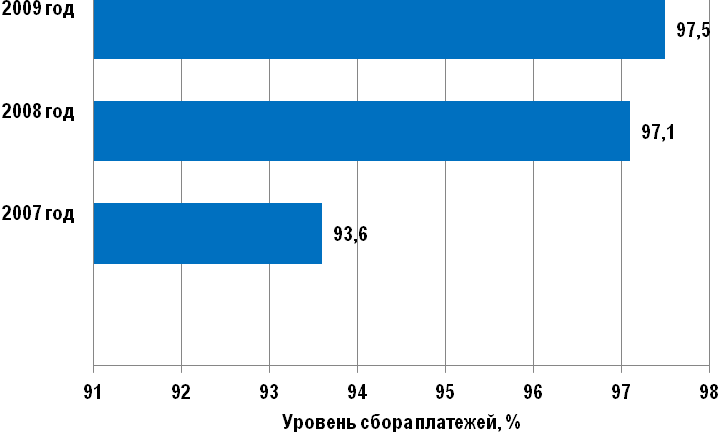 2009 год
97,5
2008 год
97,1
2007 год
93,6
91 92 93 94 95 96 97 98
Уровень сбора платежей, %